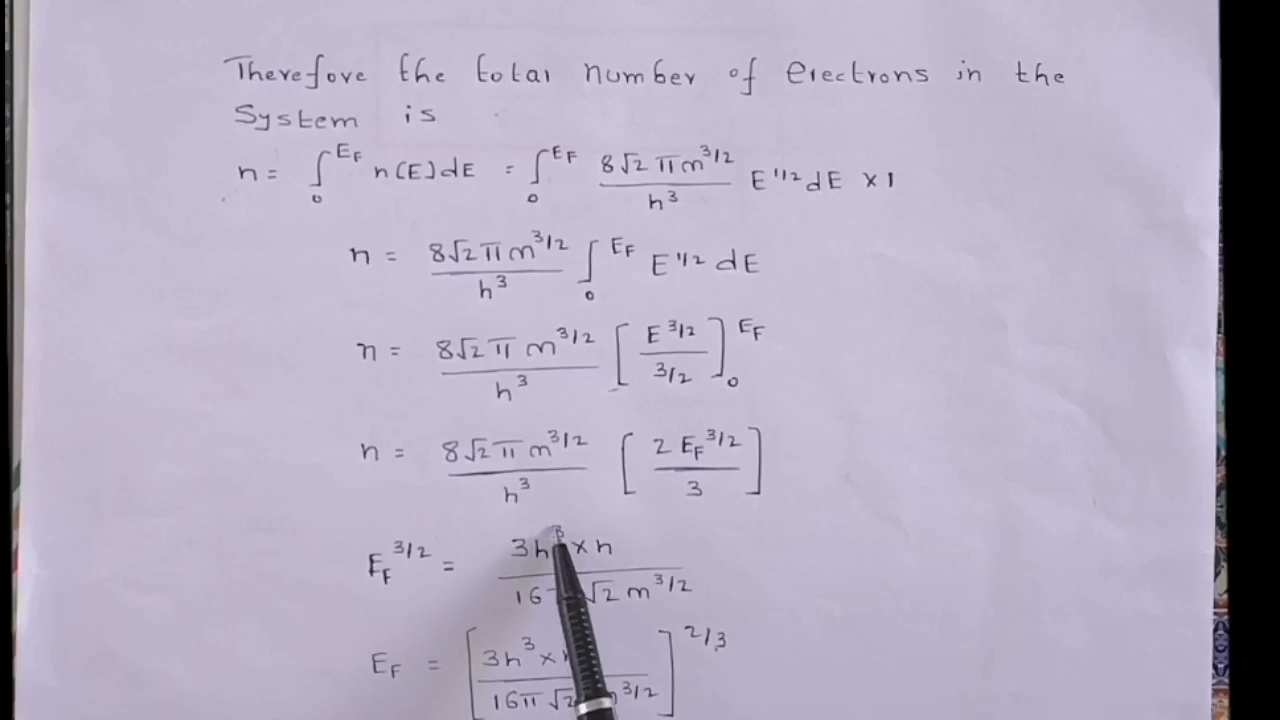 Therefore the total number of electrons in the
System is
n = ∫₀^{E_F} n(E)dE = ∫₀^{E_F} 8√2 πm^{3/2} / h³ E^{1/2} dE × 1
n = 8√2 π m^{3/2} / h³ ∫₀^{E_F} E^{1/2} dE
n = 8√2 π m^{3/2} / h³ [ E^{3/2} / 3/2 ]₀^{E_F}
n = 8√2 π m^{3/2} / h³ [ 2 E_F^{3/2} / 3 ]
E_F^{3/2} = 3h³ × n / 16 √2 m^{3/2}
E_F = [ 3h³ × / 16π √2 ^{3/2} ]^{2/3}